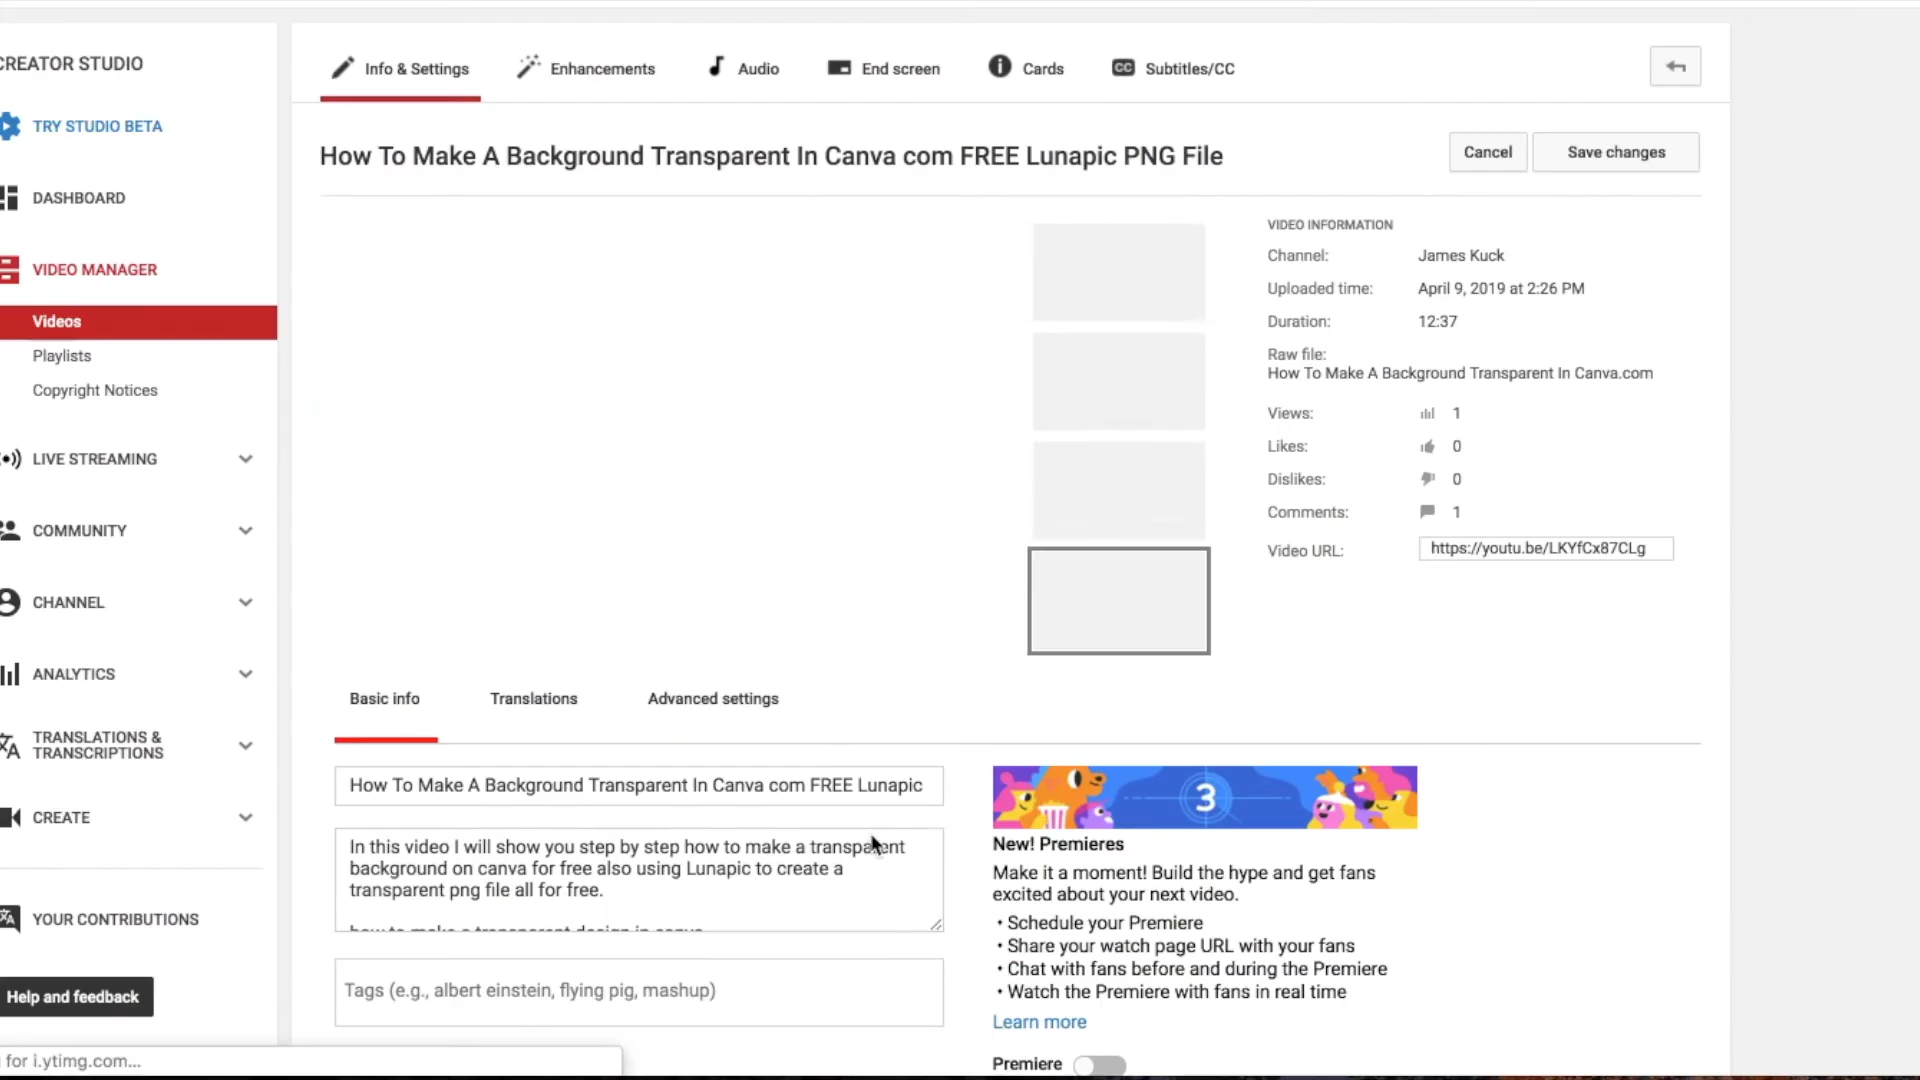 CREATOR STUDIO
TRY STUDIO BETA
DASHBOARD
VIDEO MANAGER
Videos
Playlists
Copyright Notices
LIVE STREAMING
COMMUNITY
CHANNEL
ANALYTICS
TRANSLATIONS &
TRANSCRIPTIONS
CREATE
YOUR CONTRIBUTIONS
Help and feedback
for i.ytimg.com...
Info & Settings
Enhancements
Audio
End screen
Cards
CC Subtitles/CC
How To Make A Background Transparent In Canva com FREE Lunapic PNG File
Cancel
Save changes
VIDEO INFORMATION
Channel: James Kuck
Uploaded time: April 9, 2019 at 2:26 PM
Duration: 12:37
Raw file:
How To Make A Background Transparent In Canva.com
Views: 1
Likes: 0
Dislikes: 0
Comments: 1
Video URL: https://youtu.be/LKYfCx87CLg
Basic info
Translations
Advanced settings
How To Make A Background Transparent In Canva com FREE Lunapic
In this video I will show you step by step how to make a transparent
background on canva for free also using Lunapic to create a
transparent png file all for free.
how to make a transparent design in canva
Tags (e.g., albert einstein, flying pig, mashup)
3
New! Premieres
Make it a moment! Build the hype and get fans
excited about your next video.
• Schedule your Premiere
• Share your watch page URL with your fans
• Chat with fans before and during the Premiere
• Watch the Premiere with fans in real time
Learn more
Premiere